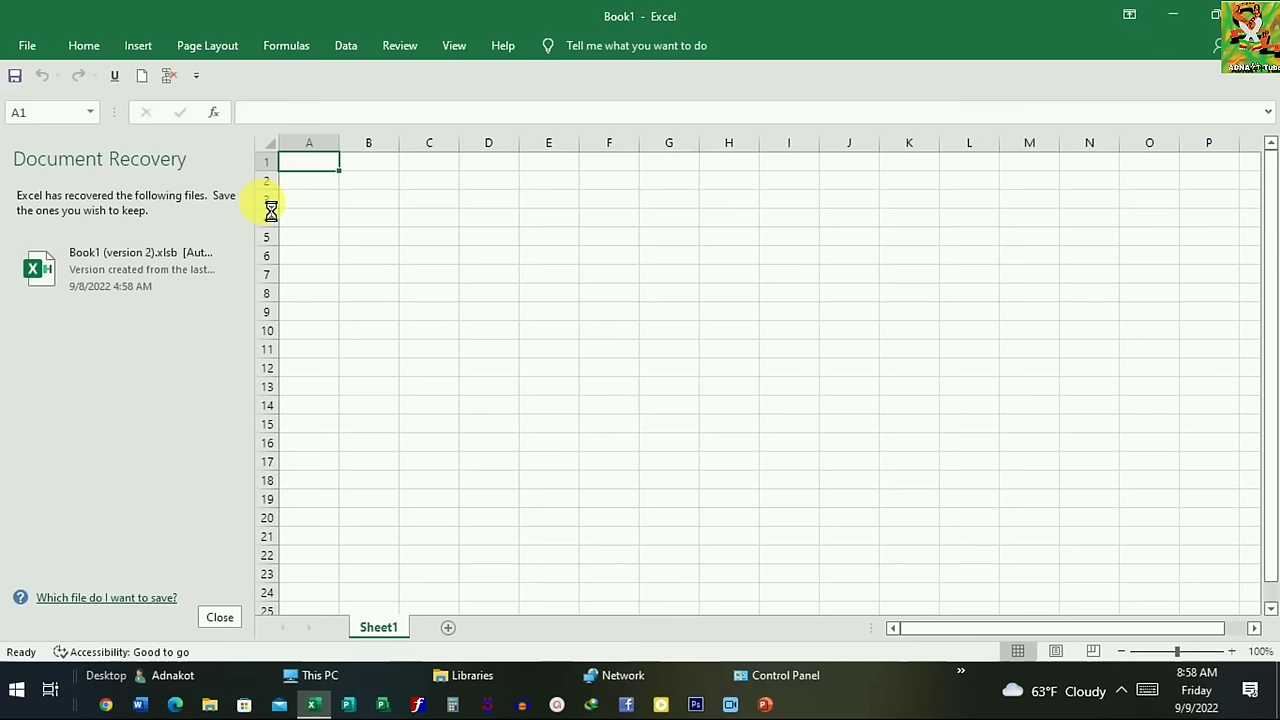 Book1 - Excel
File Home Insert Page Layout Formulas Data Review View Help Tell me what you want to do
A1 fx
Document Recovery
Excel has recovered the following files. Save
the ones you wish to keep.
Book1 (version 2).xlsb [Aut...
Version created from the last...
9/8/2022 4:58 AM
A B C D E F G H I J K L M N O P
1
2
5
6
7
8
9
10
11
12
13
14
15
16
17
18
19
20
21
22
23
24
25
Which file do I want to save?
Close
Sheet1
Ready Accessibility: Good to go 100%
Desktop Adnakot This PC Libraries Network Control Panel »
63°F Cloudy
8:58 AM
Friday
9/9/2022